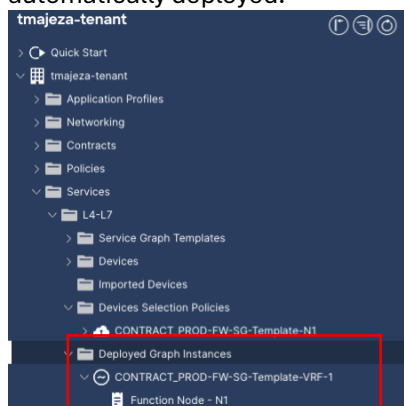 automatically deployed.
tmajeza-tenant
Quick Start
tmajeza-tenant
Application Profiles
Networking
Contracts
Policies
Services
L4-L7
Service Graph Templates
Devices
Imported Devices
Devices Selection Policies
CONTRACT_PROD-FW-SG-Template-N1
Deployed Graph Instances
CONTRACT_PROD-FW-SG-Template-VRF-1
Function Node - N1